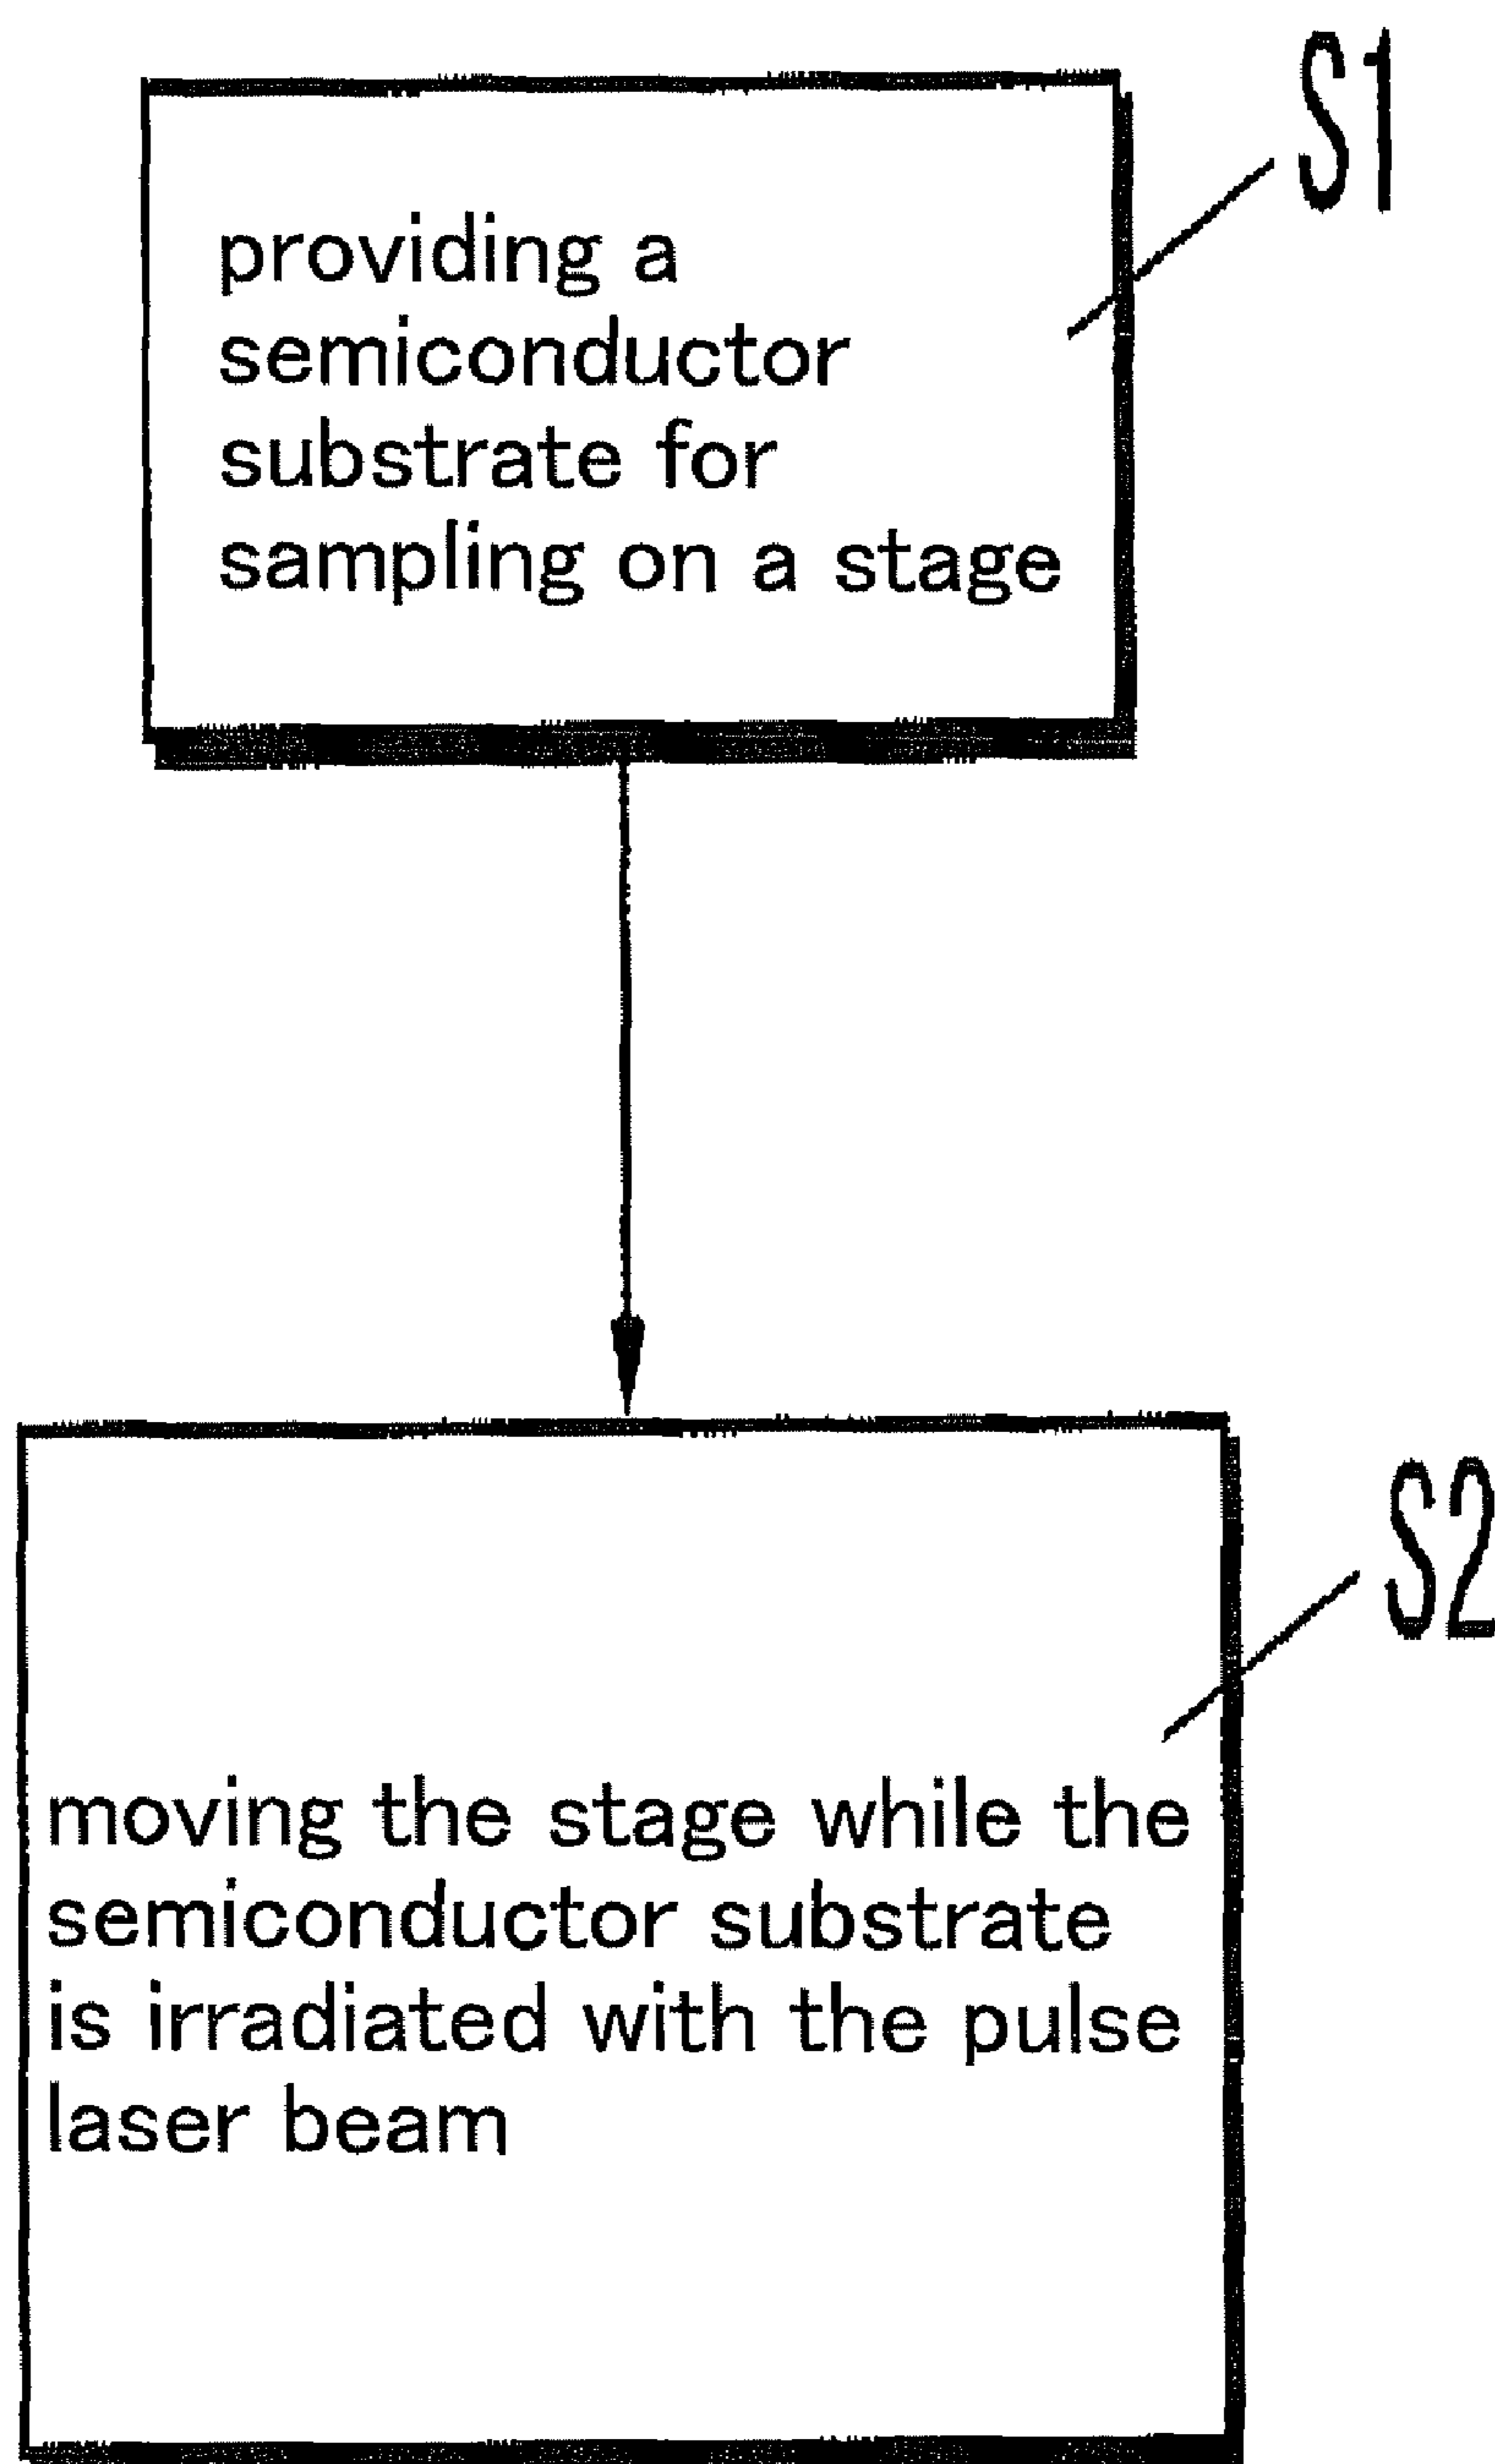 S1
providing a
semiconductor
substrate for
sampling on a stage
S2
moving the stage while the
semiconductor substrate
is irradiated with the pulse
laser beam